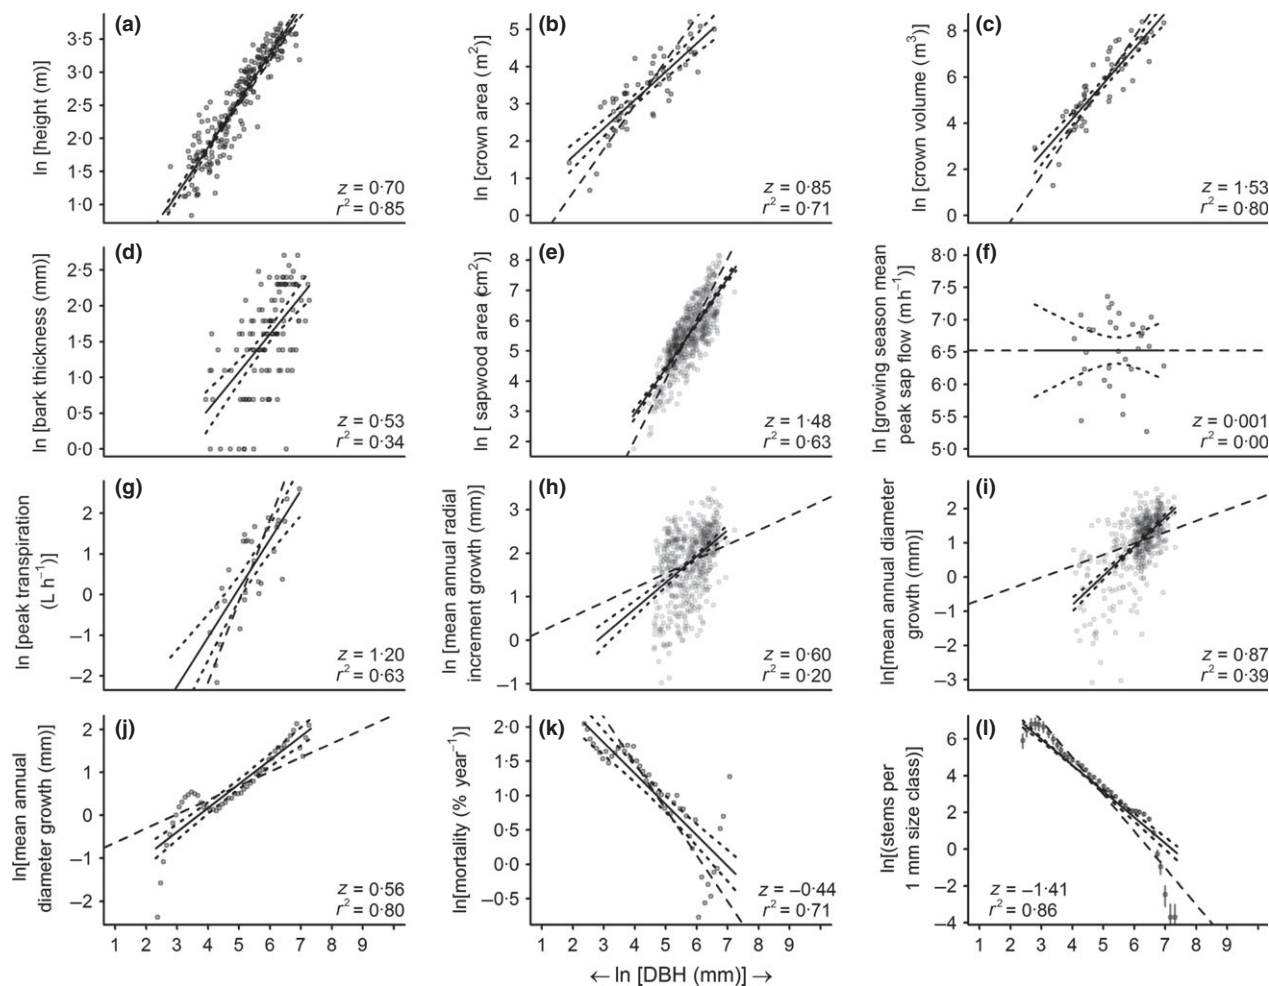 (a)
ln [height (m)]
3·5
3·0
2·5
2·0
1·5
1·0
z = 0·70
r² = 0·85
(b)
ln [crown area (m²)]
5
4
3
2
1
0
z = 0·85
r² = 0·71
(c)
ln [crown volume (m³)]
8
6
4
2
0
z = 1·53
r² = 0·80
(d)
ln [bark thickness (mm)]
2·5
2·0
1·5
1·0
0·5
0·0
z = 0·53
r² = 0·34
(e)
ln [ sapwood area (cm²)]
8
7
6
5
4
3
2
z = 1·48
r² = 0·63
(f)
ln [growing season mean
peak sap flow (m h⁻¹)]
8·0
7·5
7·0
6·5
6·0
5·5
5·0
z = 0·001
r² = 0·00
(g)
ln [peak transpiration
(L h⁻¹)]
2
1
0
–1
–2
z = 1·20
r² = 0·63
(h)
ln [mean annual radial
increment growth (mm)]
3
2
1
0
–1
z = 0·60
r² = 0·20
(i)
ln[mean annual diameter
growth (mm)]
2
1
0
–1
–2
–3
z = 0·87
r² = 0·39
(j)
ln[mean annual
diameter growth (mm)]
2
1
0
–1
–2
z = 0·56
r² = 0·80
1 2 3 4 5 6 7 8 9
(k)
ln[mortality (% year⁻¹)]
2·0
1·5
1·0
0·5
0·0
–0·5
z = –0·44
r² = 0·71
1 2 3 4 5 6 7 8 9
(l)
ln[(stems per
1 mm size class)]
6
4
2
0
–2
–4
z = –1·41
r² = 0·86
1 2 3 4 5 6 7 8 9
← ln [DBH (mm)] →